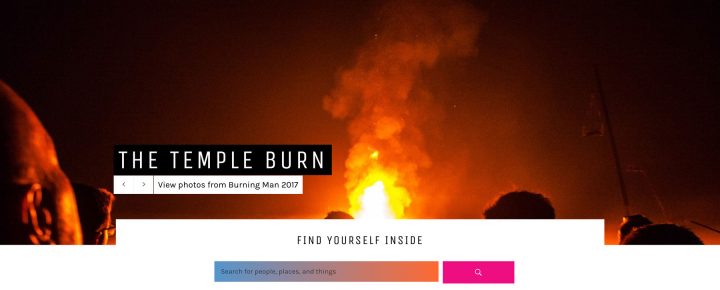 THE TEMPLE BURN
View photos from Burning Man 2017
FIND YOURSELF INSIDE
Search for people, places, and things